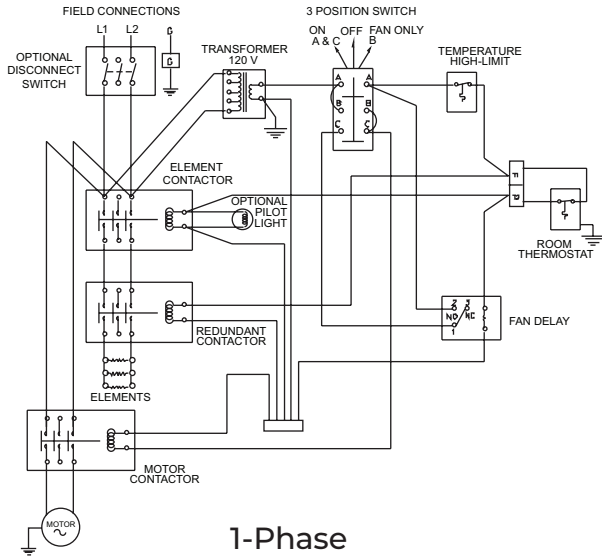 FIELD CONNECTIONS
L1 L2 G
G
OPTIONAL
DISCONNECT
SWITCH
TRANSFORMER
120 V
3 POSITION SWITCH
ON
A & C
OFF
FAN ONLY
B
A A
B B
C C
TEMPERATURE
HIGH-LIMIT
ELEMENT
CONTACTOR
OPTIONAL
PILOT
LIGHT
ROOM
THERMOSTAT
REDUNDANT
CONTACTOR
2 3
NO NC
1
FAN DELAY
ELEMENTS
MOTOR
CONTACTOR
MOTOR
1-Phase